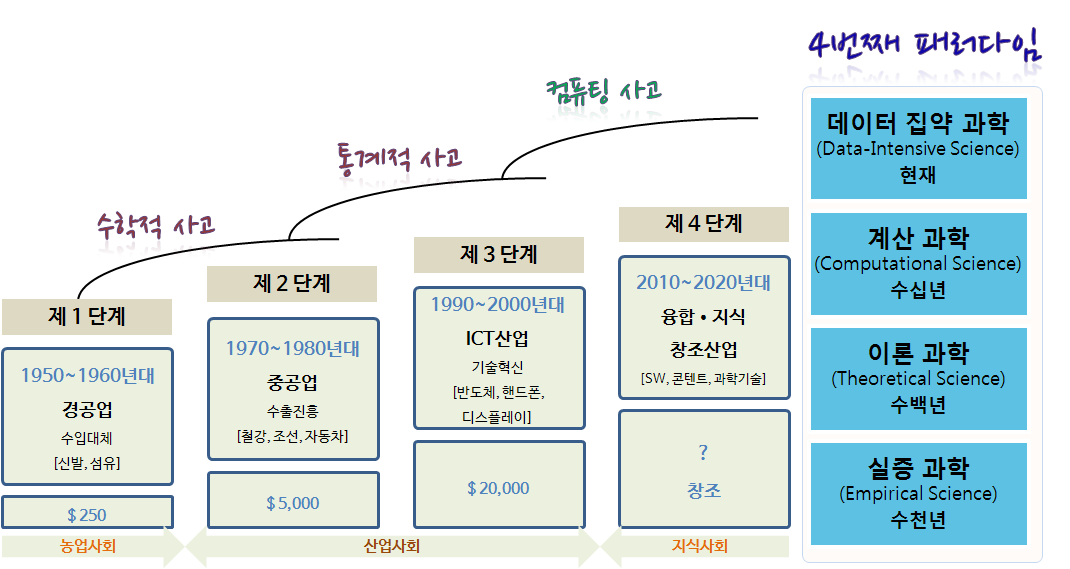 4번째 패러다임
컴퓨팅 사고
통계적 사고
수학적 사고
제 1 단계
1950~1960년대
경공업
수입대체
[신발, 섬유]
$ 250
제 2 단계
1970~1980년대
중공업
수출진흥
[철강, 조선, 자동차]
$ 5,000
제 3 단계
1990~2000년대
ICT산업
기술혁신
[반도체, 핸드폰,
디스플레이]
$ 20,000
제 4 단계
2010~2020년대
융합 • 지식
창조산업
[SW, 콘텐트, 과학기술]
?
창조
농업사회
산업사회
지식사회
데이터 집약 과학
(Data-Intensive Science)
현재
계산 과학
(Computational Science)
수십년
이론 과학
(Theoretical Science)
수백년
실증 과학
(Empirical Science)
수천년